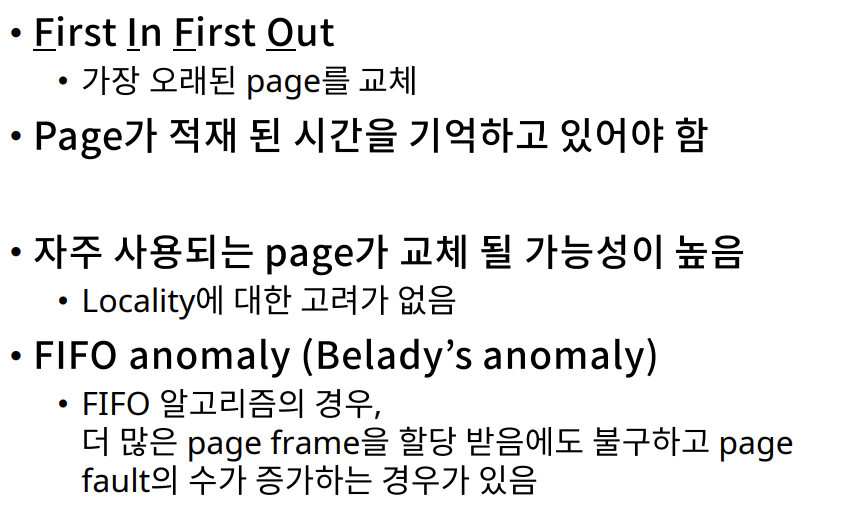 • First In First Out
• 가장 오래된 page를 교체
• Page가 적재 된 시간을 기억하고 있어야 함
• 자주 사용되는 page가 교체 될 가능성이 높음
• Locality에 대한 고려가 없음
• FIFO anomaly (Belady’s anomaly)
• FIFO 알고리즘의 경우,
더 많은 page frame을 할당 받음에도 불구하고 page
fault의 수가 증가하는 경우가 있음